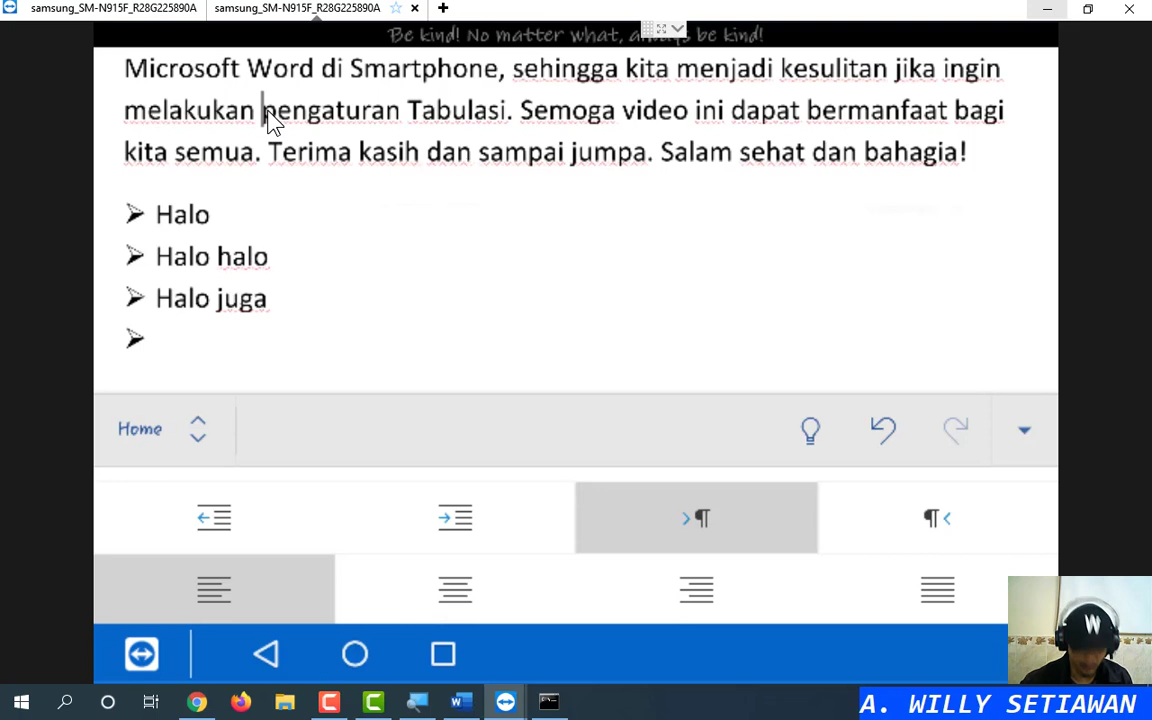 samsung_SM-N915F_R28G225890A samsung_SM-N915F_R28G225890A
Be kind! No matter what, always be kind!
Microsoft Word di Smartphone, sehingga kita menjadi kesulitan jika ingin
melakukan pengaturan Tabulasi. Semoga video ini dapat bermanfaat bagi
kita semua. Terima kasih dan sampai jumpa. Salam sehat dan bahagia!
➢ Halo
➢ Halo halo
➢ Halo juga
➢
Home
W
A. WILLY SETIAWAN